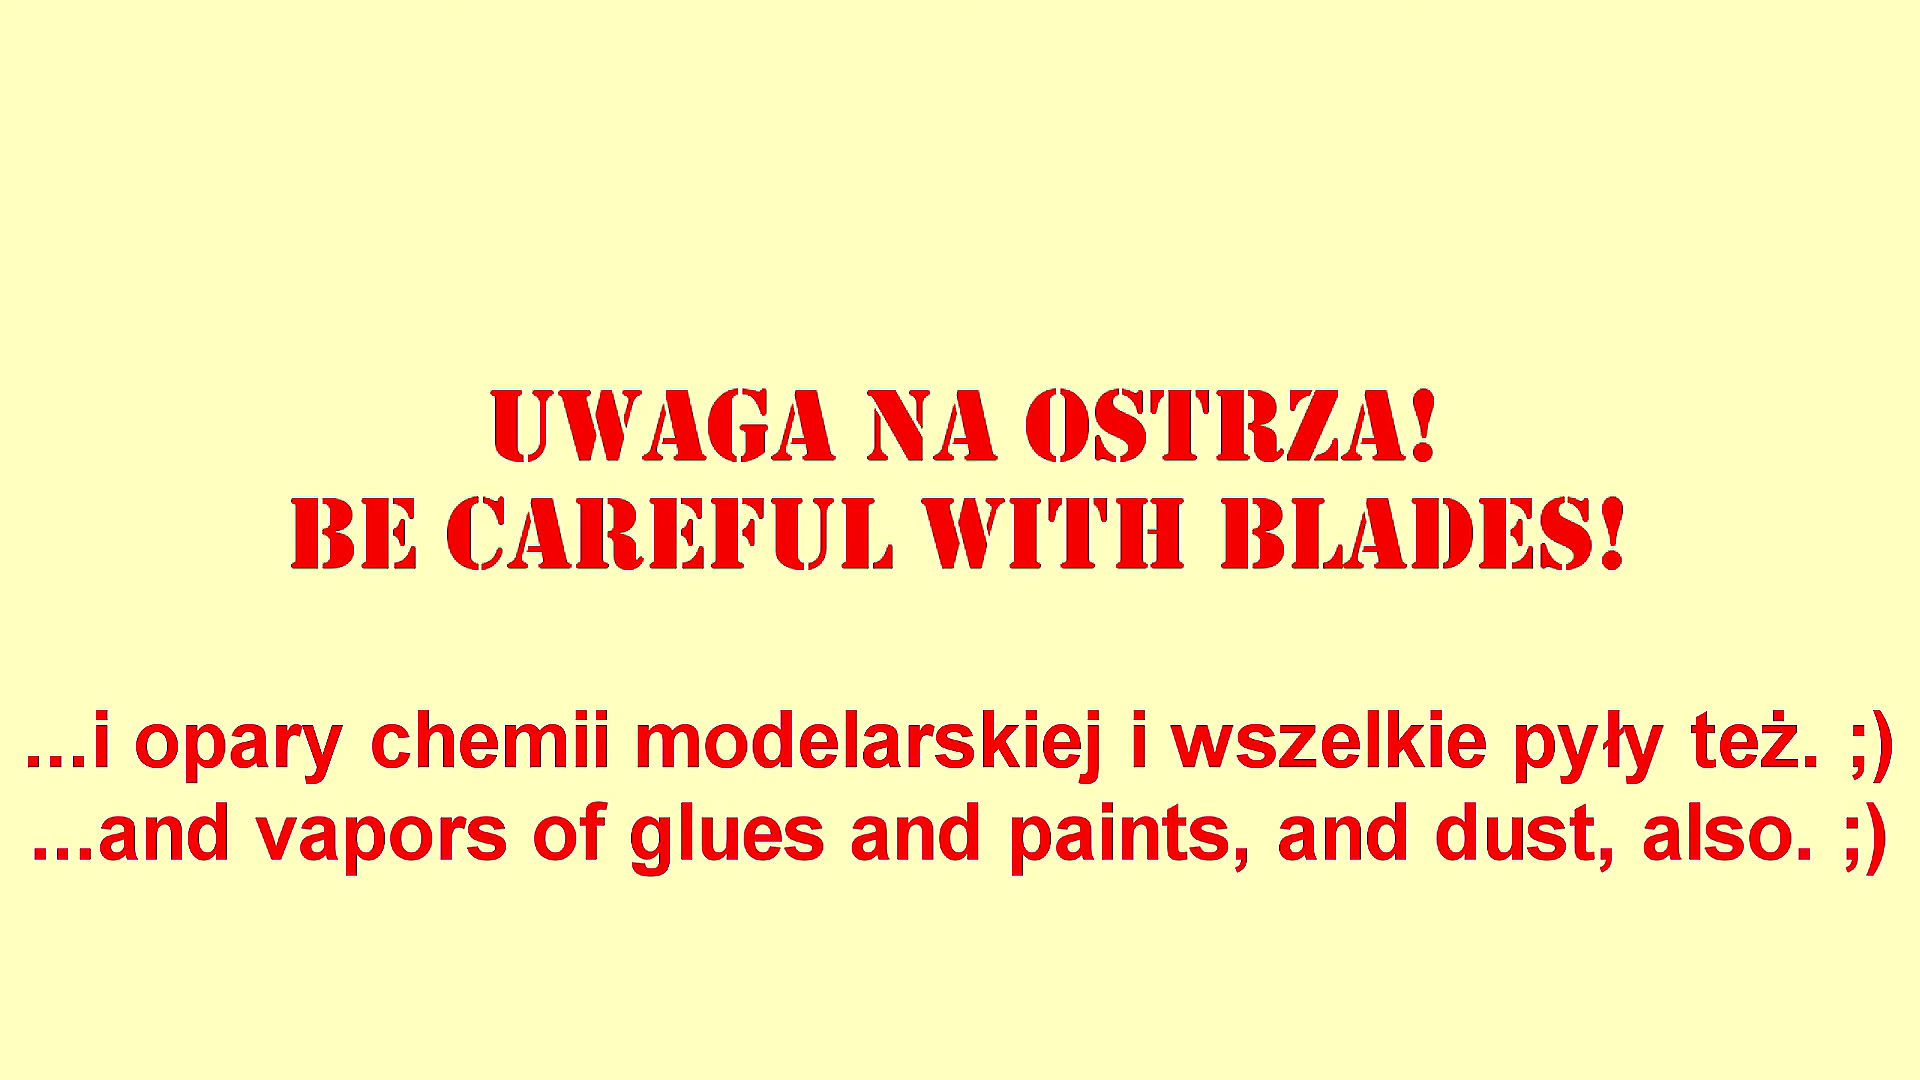 UWAGA NA OSTRZA!
BE CAREFUL WITH BLADES!
...i opary chemii modelarskiej i wszelkie pyły też. ;)
...and vapors of glues and paints, and dust, also. ;)